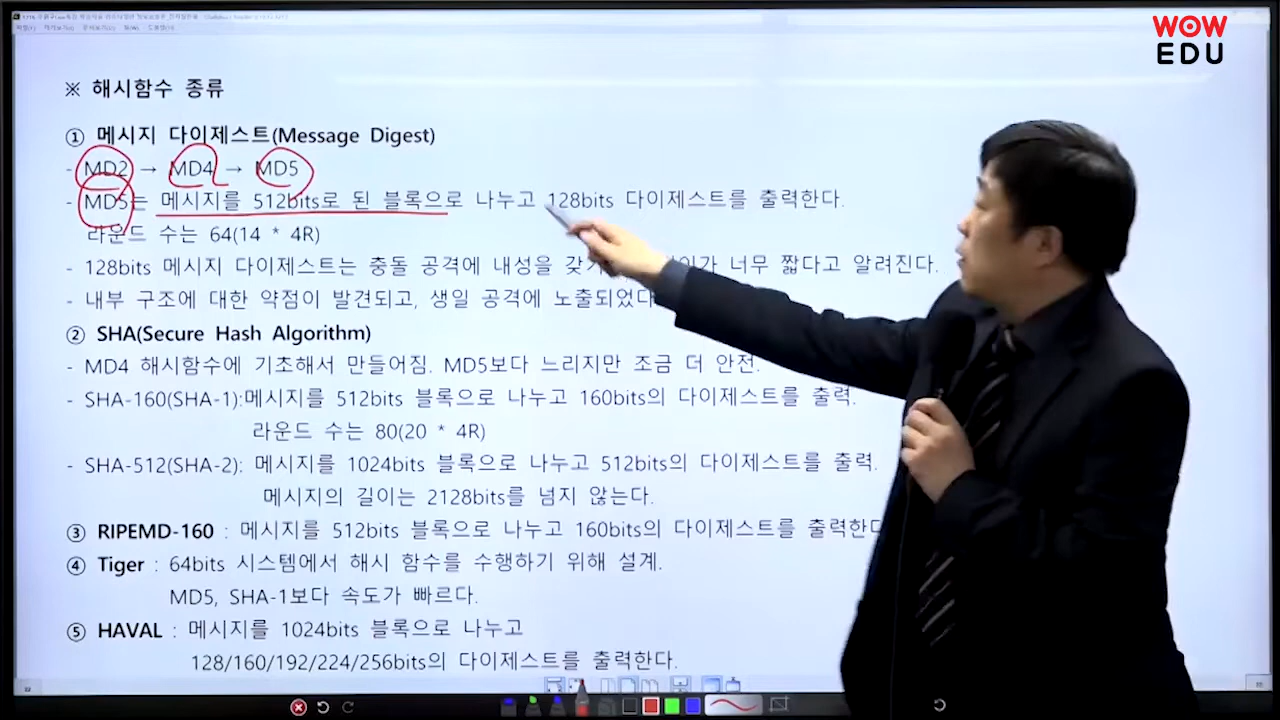 WOW
EDU
※ 해시함수 종류
① 메시지 다이제스트(Message Digest)
- MD2 → MD4 → MD5
- MD5는 메시지를 512bits로 된 블록으로 나누고 128bits 다이제스트를 출력한다.
라운드 수는 64(14 * 4R)
- 128bits 메시지 다이제스트는 충돌 공격에 내성을 갖기 너무 짧다고 알려진다.
- 내부 구조에 대한 약점이 발견되고, 생일 공격에 노출되었다
② SHA(Secure Hash Algorithm)
- MD4 해시함수에 기초해서 만들어짐. MD5보다 느리지만 조금 더 안전.
- SHA-160(SHA-1):메시지를 512bits 블록으로 나누고 160bits의 다이제스트를 출력.
라운드 수는 80(20 * 4R)
- SHA-512(SHA-2): 메시지를 1024bits 블록으로 나누고 512bits의 다이제스트를 출력.
메시지의 길이는 2128bits를 넘지 않는다.
③ RIPEMD-160 : 메시지를 512bits 블록으로 나누고 160bits의 다이제스트를 출력한다
④ Tiger : 64bits 시스템에서 해시 함수를 수행하기 위해 설계.
MD5, SHA-1보다 속도가 빠르다.
⑤ HAVAL : 메시지를 1024bits 블록으로 나누고
128/160/192/224/256bits의 다이제스트를 출력한다.